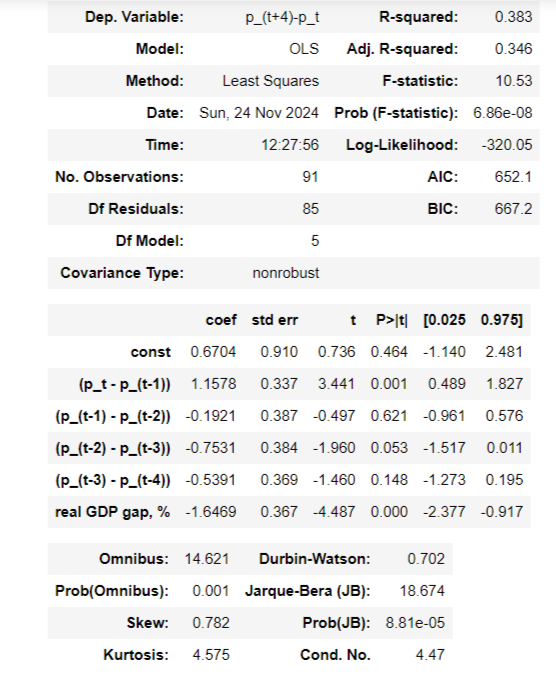 Dep. Variable: p_(t+4)-p_t R-squared: 0.383
Model: OLS Adj. R-squared: 0.346
Method: Least Squares F-statistic: 10.53
Date: Sun, 24 Nov 2024 Prob (F-statistic): 6.86e-08
Time: 12:27:56 Log-Likelihood: -320.05
No. Observations: 91 AIC: 652.1
Df Residuals: 85 BIC: 667.2
Df Model: 5
Covariance Type: nonrobust
coef std err t P>|t| [0.025 0.975]
const 0.6704 0.910 0.736 0.464 -1.140 2.481
(p_t - p_(t-1)) 1.1578 0.337 3.441 0.001 0.489 1.827
(p_(t-1) - p_(t-2)) -0.1921 0.387 -0.497 0.621 -0.961 0.576
(p_(t-2) - p_(t-3)) -0.7531 0.384 -1.960 0.053 -1.517 0.011
(p_(t-3) - p_(t-4)) -0.5391 0.369 -1.460 0.148 -1.273 0.195
real GDP gap, % -1.6469 0.367 -4.487 0.000 -2.377 -0.917
Omnibus: 14.621 Durbin-Watson: 0.702
Prob(Omnibus): 0.001 Jarque-Bera (JB): 18.674
Skew: 0.782 Prob(JB): 8.81e-05
Kurtosis: 4.575 Cond. No. 4.47